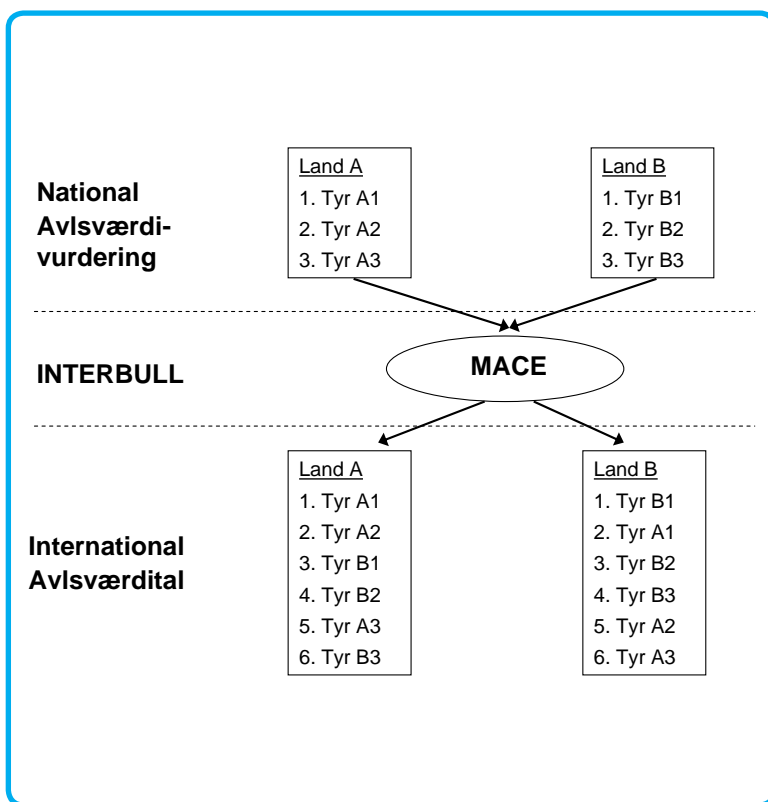 National
Avlsværdi-
vurdering
Land A
1. Tyr A1
2. Tyr A2
3. Tyr A3
Land B
1. Tyr B1
2. Tyr B2
3. Tyr B3
INTERBULL
MACE
International
Avlsværdital
Land A
1. Tyr A1
2. Tyr A2
3. Tyr B1
4. Tyr B2
5. Tyr A3
6. Tyr B3
Land B
1. Tyr B1
2. Tyr A1
3. Tyr B2
4. Tyr B3
5. Tyr A2
6. Tyr A3